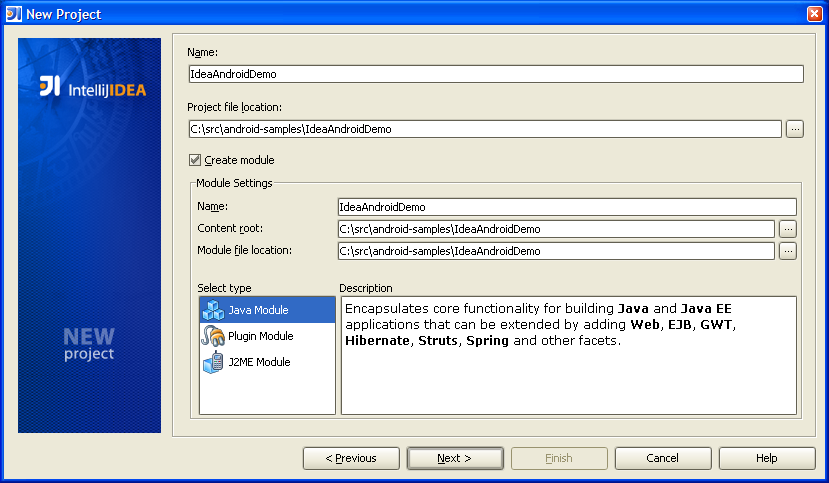 New Project
IntelliJIDEA
NEW
project
Name:
IdeaAndroidDemo
Project file location:
C:\src\android-samples\IdeaAndroidDemo
...
Create module
Module Settings
Name:
IdeaAndroidDemo
Content root:
C:\src\android-samples\IdeaAndroidDemo
...
Module file location:
C:\src\android-samples\IdeaAndroidDemo
...
Select type
Java Module
Plugin Module
J2ME Module
Description
Encapsulates core functionality for building Java and Java EE
applications that can be extended by adding Web, EJB, GWT,
Hibernate, Struts, Spring and other facets.
< Previous
Next >
Finish
Cancel
Help